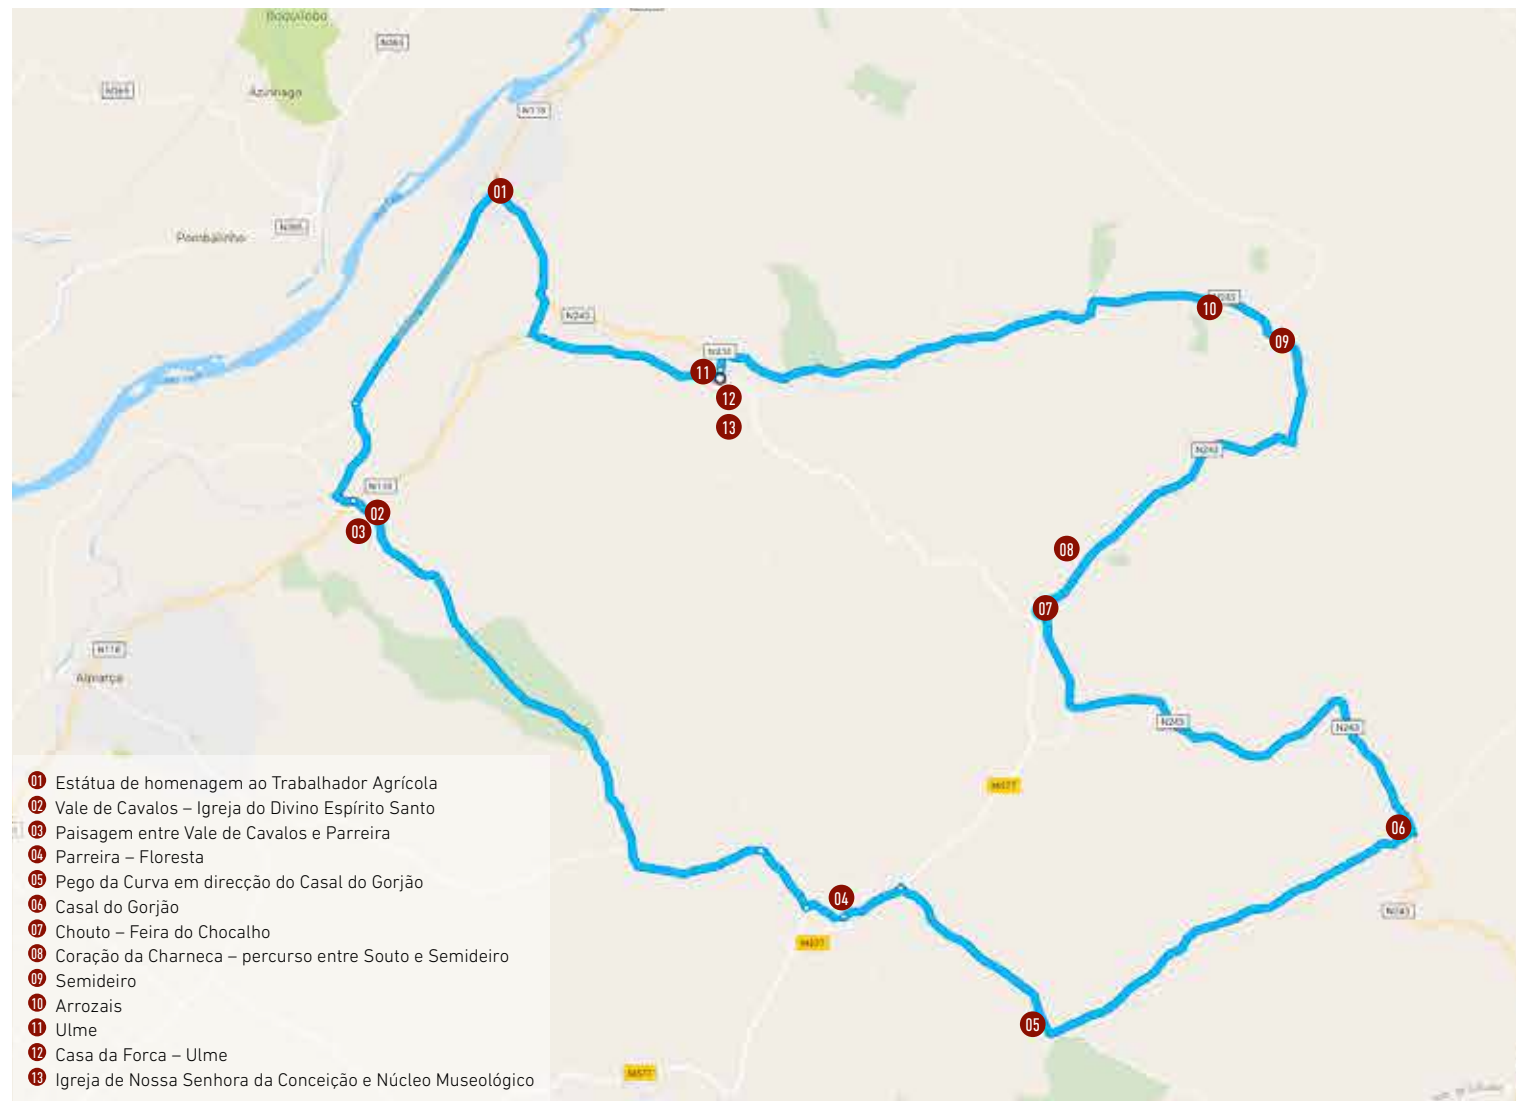 Boquilobo
N365
N365
Azinhaga
N118
01
Pombalinho
N365
N243
N243
10
09
N243
11
12
13
N243
N118
02
03
08
07
N118
Alpiarça
N243
N243
M577
06
04
N243
M577
05
M577
01 Estátua de homenagem ao Trabalhador Agrícola
02 Vale de Cavalos – Igreja do Divino Espírito Santo
03 Paisagem entre Vale de Cavalos e Parreira
04 Parreira – Floresta
05 Pego da Curva em direcção do Casal do Gorjão
06 Casal do Gorjão
07 Chouto – Feira do Chocalho
08 Coração da Charneca – percurso entre Souto e Semideiro
09 Semideiro
10 Arrozais
11 Ulme
12 Casa da Forca – Ulme
13 Igreja de Nossa Senhora da Conceição e Núcleo Museológico